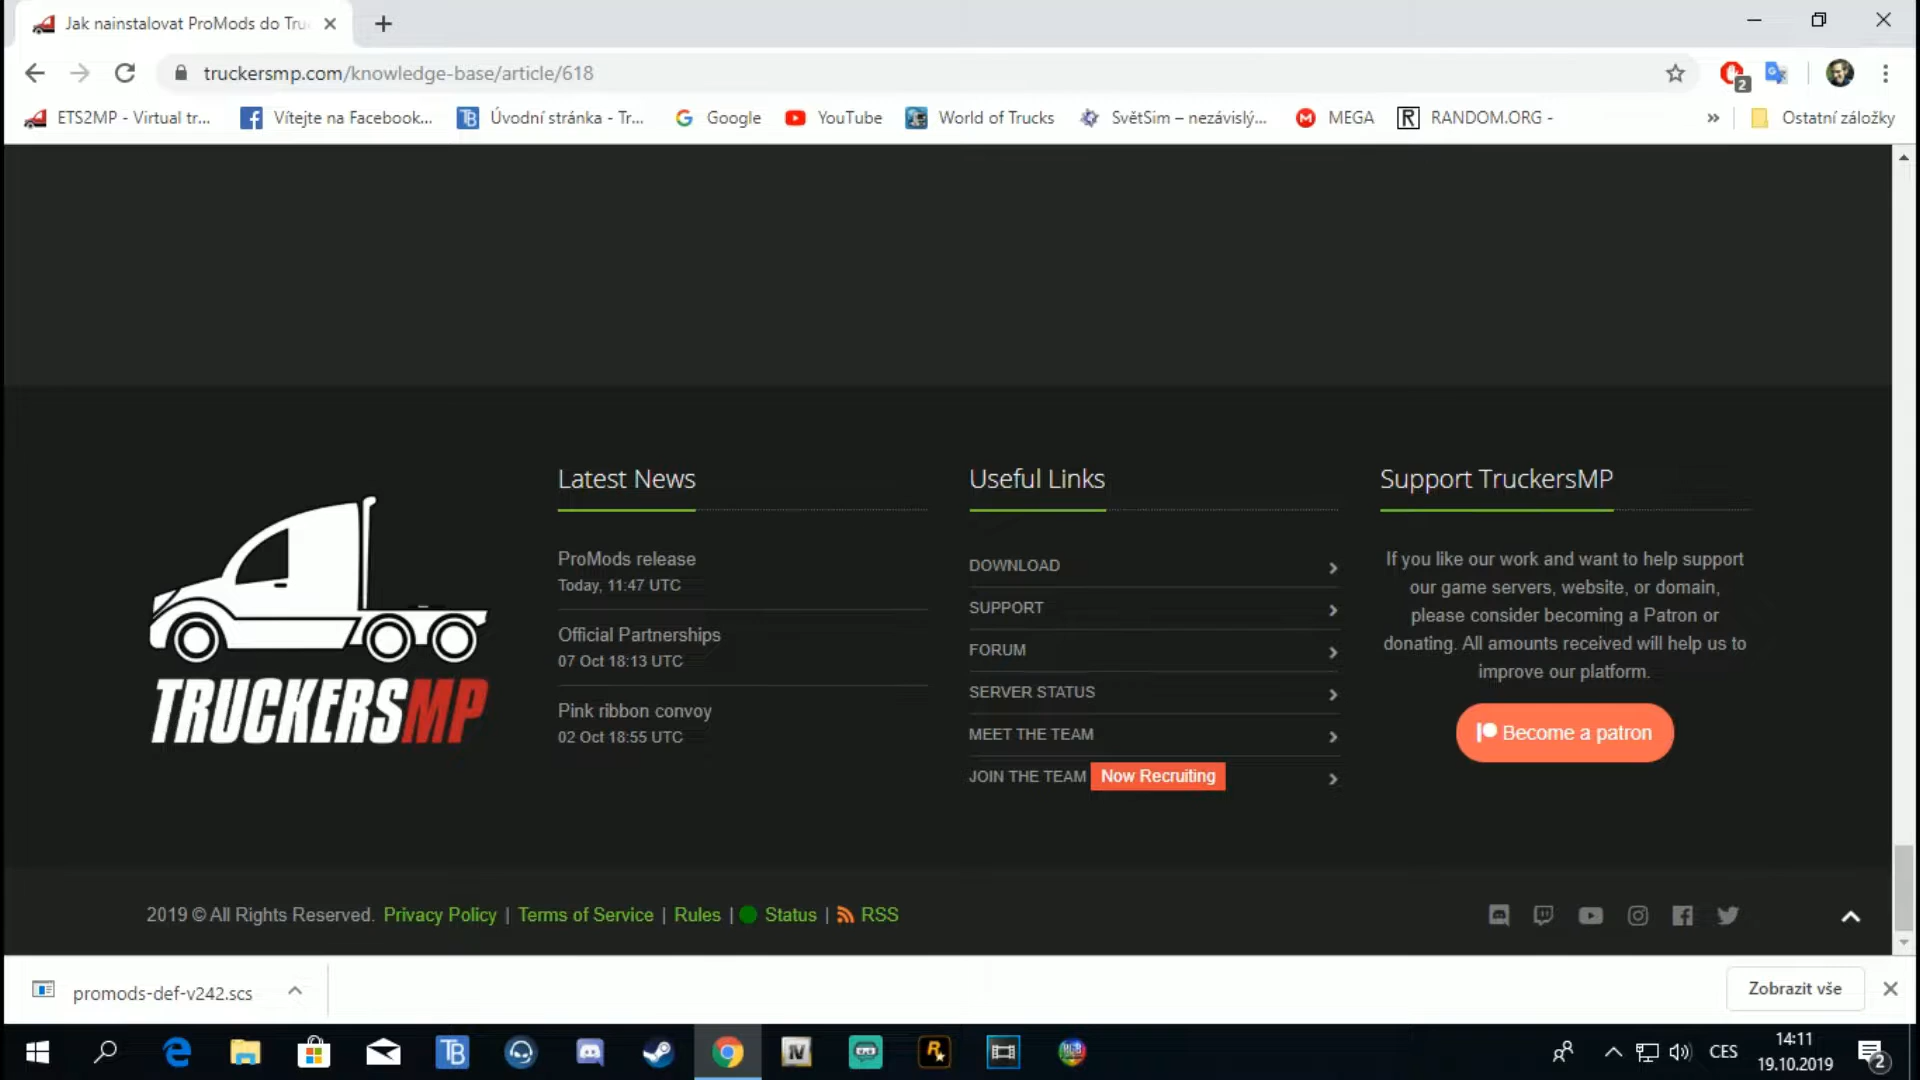 Jak nainstalovat ProMods do Tru
truckersmp.com/knowledge-base/article/618
2
ETS2MP - Virtual tr...
Vítejte na Facebook...
TB
Úvodní stránka - Tr...
Google
YouTube
World of Trucks
SvětSim – nezávislý...
M
MEGA
R
RANDOM.ORG -
»
Ostatní záložky
TRUCKERSMP
Latest News
ProMods release
Today, 11:47 UTC
Official Partnerships
07 Oct 18:13 UTC
Pink ribbon convoy
02 Oct 18:55 UTC
Useful Links
DOWNLOAD
SUPPORT
FORUM
SERVER STATUS
MEET THE TEAM
JOIN THE TEAM Now Recruiting
Support TruckersMP
If you like our work and want to help support
our game servers, website, or domain,
please consider becoming a Patron or
donating. All amounts received will help us to
improve our platform.
Become a patron
2019 © All Rights Reserved. Privacy Policy | Terms of Service | Rules | Status | RSS
promods-def-v242.scs
Zobrazit vše
TB
IV
R
CES
14:11
19.10.2019
2